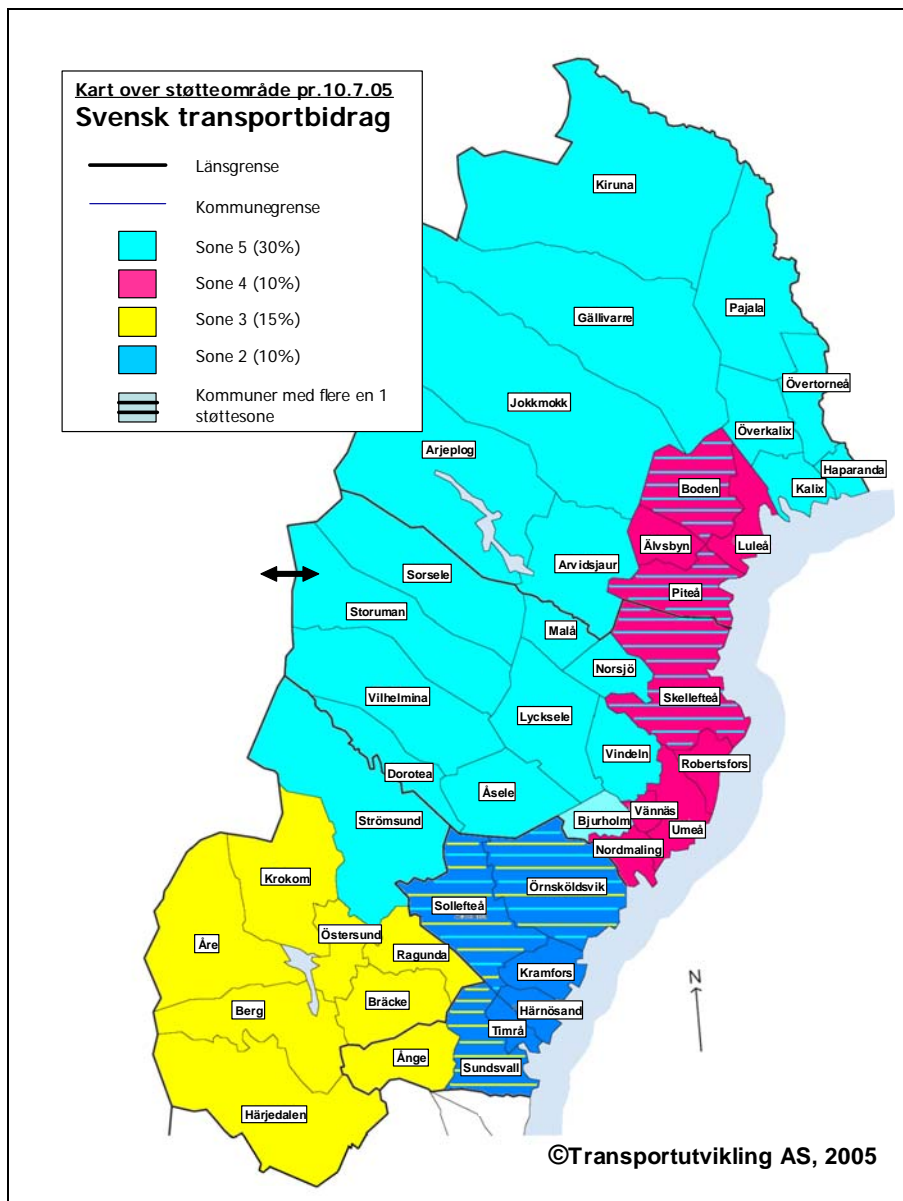 Kart over støtteområde pr.10.7.05
Svensk transportbidrag
Länsgrense
Kommunegrense
Sone 5 (30%)
Sone 4 (10%)
Sone 3 (15%)
Sone 2 (10%)
Kommuner med flere en 1
støttesone
Kiruna
Pajala
Gällivarre
Övertorneå
Jokkmokk
Överkalix
Arjeplog
Haparanda
Boden
Kalix
Älvsbyn
Luleå
Arvidsjaur
Sorsele
Piteå
Storuman
Malå
Norsjö
Vilhelmina
Skellefteå
Lycksele
Vindeln
Robertsfors
Dorotea
Åsele
Vännäs
Strömsund
Bjurholm
Umeå
Nordmaling
Krokom
Örnsköldsvik
Sollefteå
Östersund
Åre
Ragunda
Kramfors
N
Bräcke
Berg
Härnösand
Timrå
Ånge
Sundsvall
Härjedalen
©Transportutvikling AS, 2005